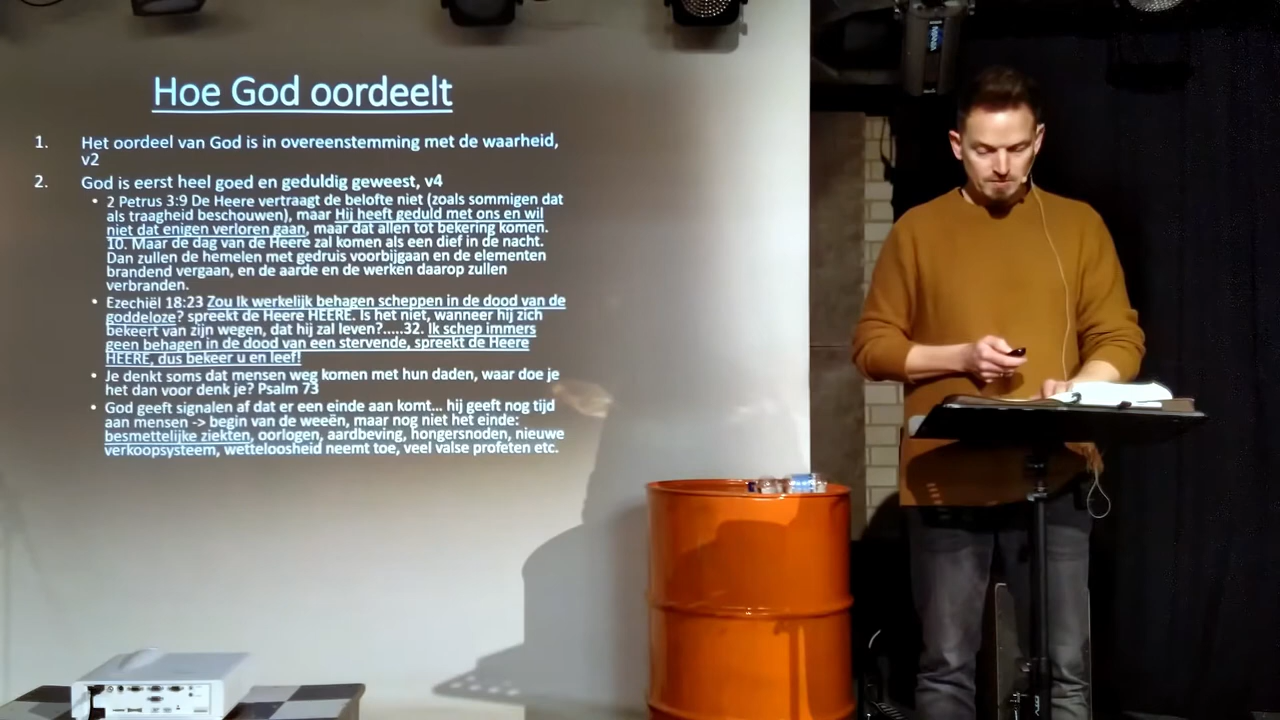 Hoe God oordeelt
1. Het oordeel van God is in overeenstemming met de waarheid,
v2
2. God is eerst heel goed en geduldig geweest, v4
• 2 Petrus 3:9 De Heere vertraagt de belofte niet (zoals sommigen dat
als traagheid beschouwen), maar Hij heeft geduld met ons en wil
niet dat enigen verloren gaan, maar dat allen tot bekering komen.
10. Maar de dag van de Heere zal komen als een dief in de nacht.
Dan zullen de hemelen met gedruis voorbijgaan en de elementen
brandend vergaan, en de aarde en de werken daarop zullen
verbranden.
• Ezechiël 18:23 Zou Ik werkelijk behagen scheppen in de dood van de
goddeloze? spreekt de Heere HEERE. Is het niet, wanneer hij zich
bekeert van zijn wegen, dat hij zal leven?.....32. Ik schep immers
geen behagen in de dood van een stervende, spreekt de Heere
HEERE, dus bekeer u en leef!
• Je denkt soms dat mensen weg komen met hun daden, waar doe je
het dan voor denk je? Psalm 73
• God geeft signalen af dat er een einde aan komt... hij geeft nog tijd
aan mensen -> begin van de weeën, maar nog niet het einde:
besmettelijke ziekten, oorlogen, aardbeving, hongersnoden, nieuwe
verkoopsysteem, wetteloosheid neemt toe, veel valse profeten etc.